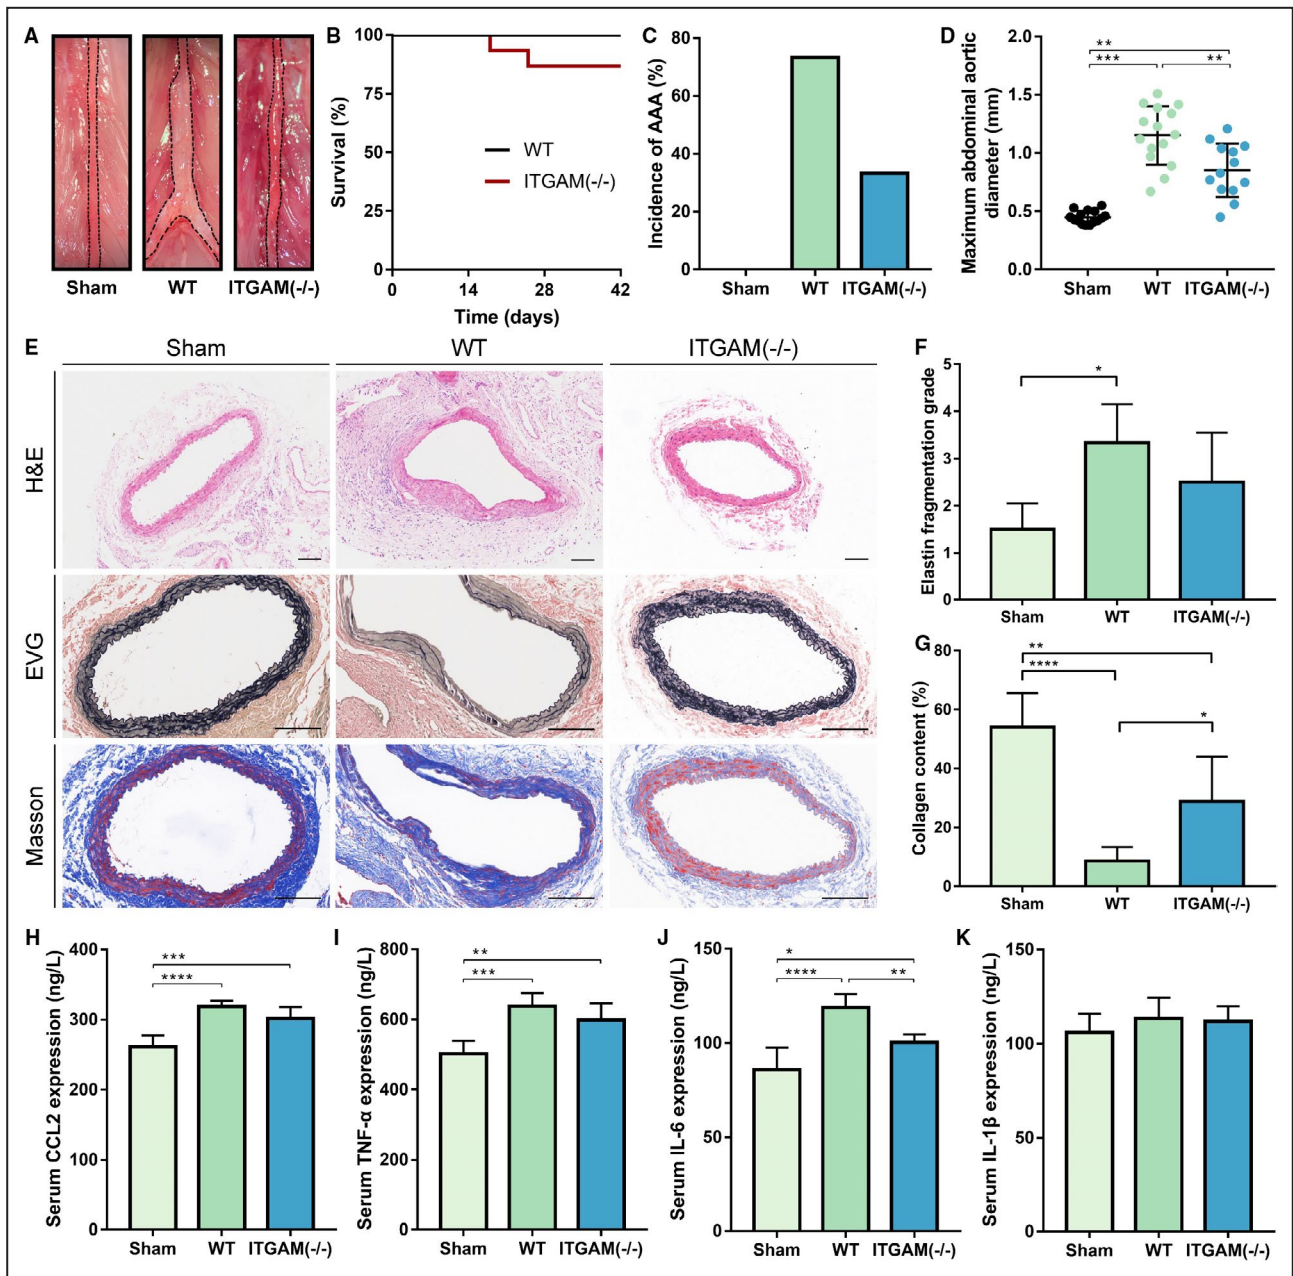 A
Sham
WT
ITGAM(-/-)
B
Survival (%)
100
75
50
25
0
WT
ITGAM(-/-)
0 14 28 42
Time (days)
C
Incidence of AAA (%)
80
60
40
20
0
Sham WT ITGAM(-/-)
D
Maximum abdominal aortic
diameter (mm)
2.0
1.5
1.0
0.5
0.0
**
*** **
Sham WT ITGAM(-/-)
E
Sham WT ITGAM(-/-)
H&E
EVG
Masson
F
Elastin fragmentation grade
5
4
3
2
1
0
*
Sham WT ITGAM(-/-)
G
Collagen content (%)
80
60
40
20
0
**
****
*
Sham WT ITGAM(-/-)
H
Serum CCL2 expression (ng/L)
400
300
200
100
0
***
****
Sham WT ITGAM(-/-)
I
Serum TNF-α expression (ng/L)
800
600
400
200
0
**
***
Sham WT ITGAM(-/-)
J
Serum IL-6 expression (ng/L)
150
100
50
0
*
**** **
Sham WT ITGAM(-/-)
K
Serum IL-1β expression (ng/L)
150
100
50
0
Sham WT ITGAM(-/-)